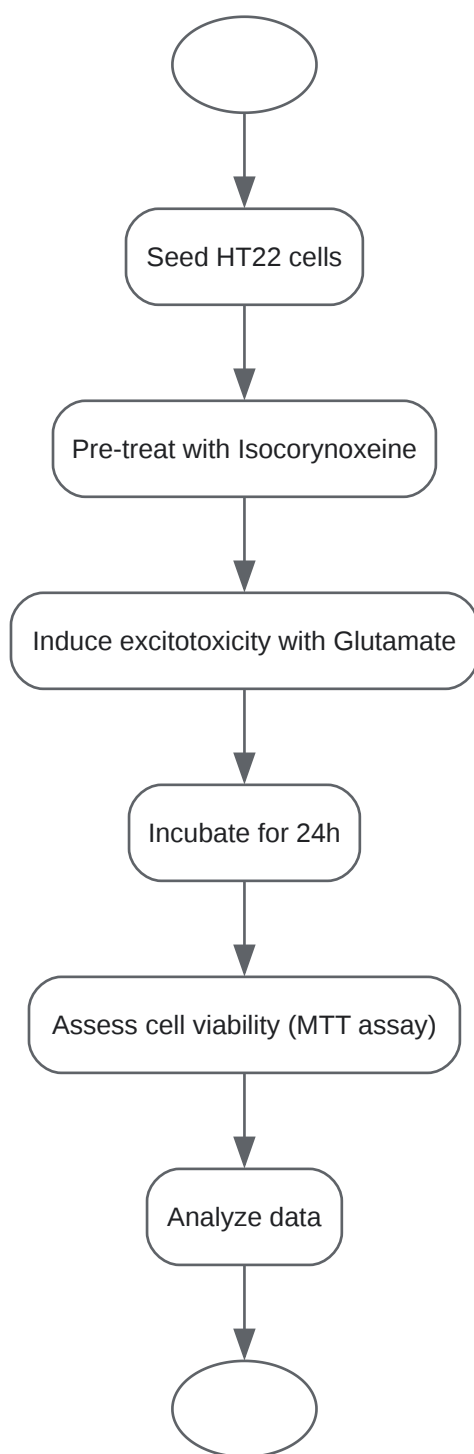 Seed HT22 cells
Pre-treat with Isocorynoxeine
Induce excitotoxicity with Glutamate
Incubate for 24h
Assess cell viability (MTT assay)
Analyze data